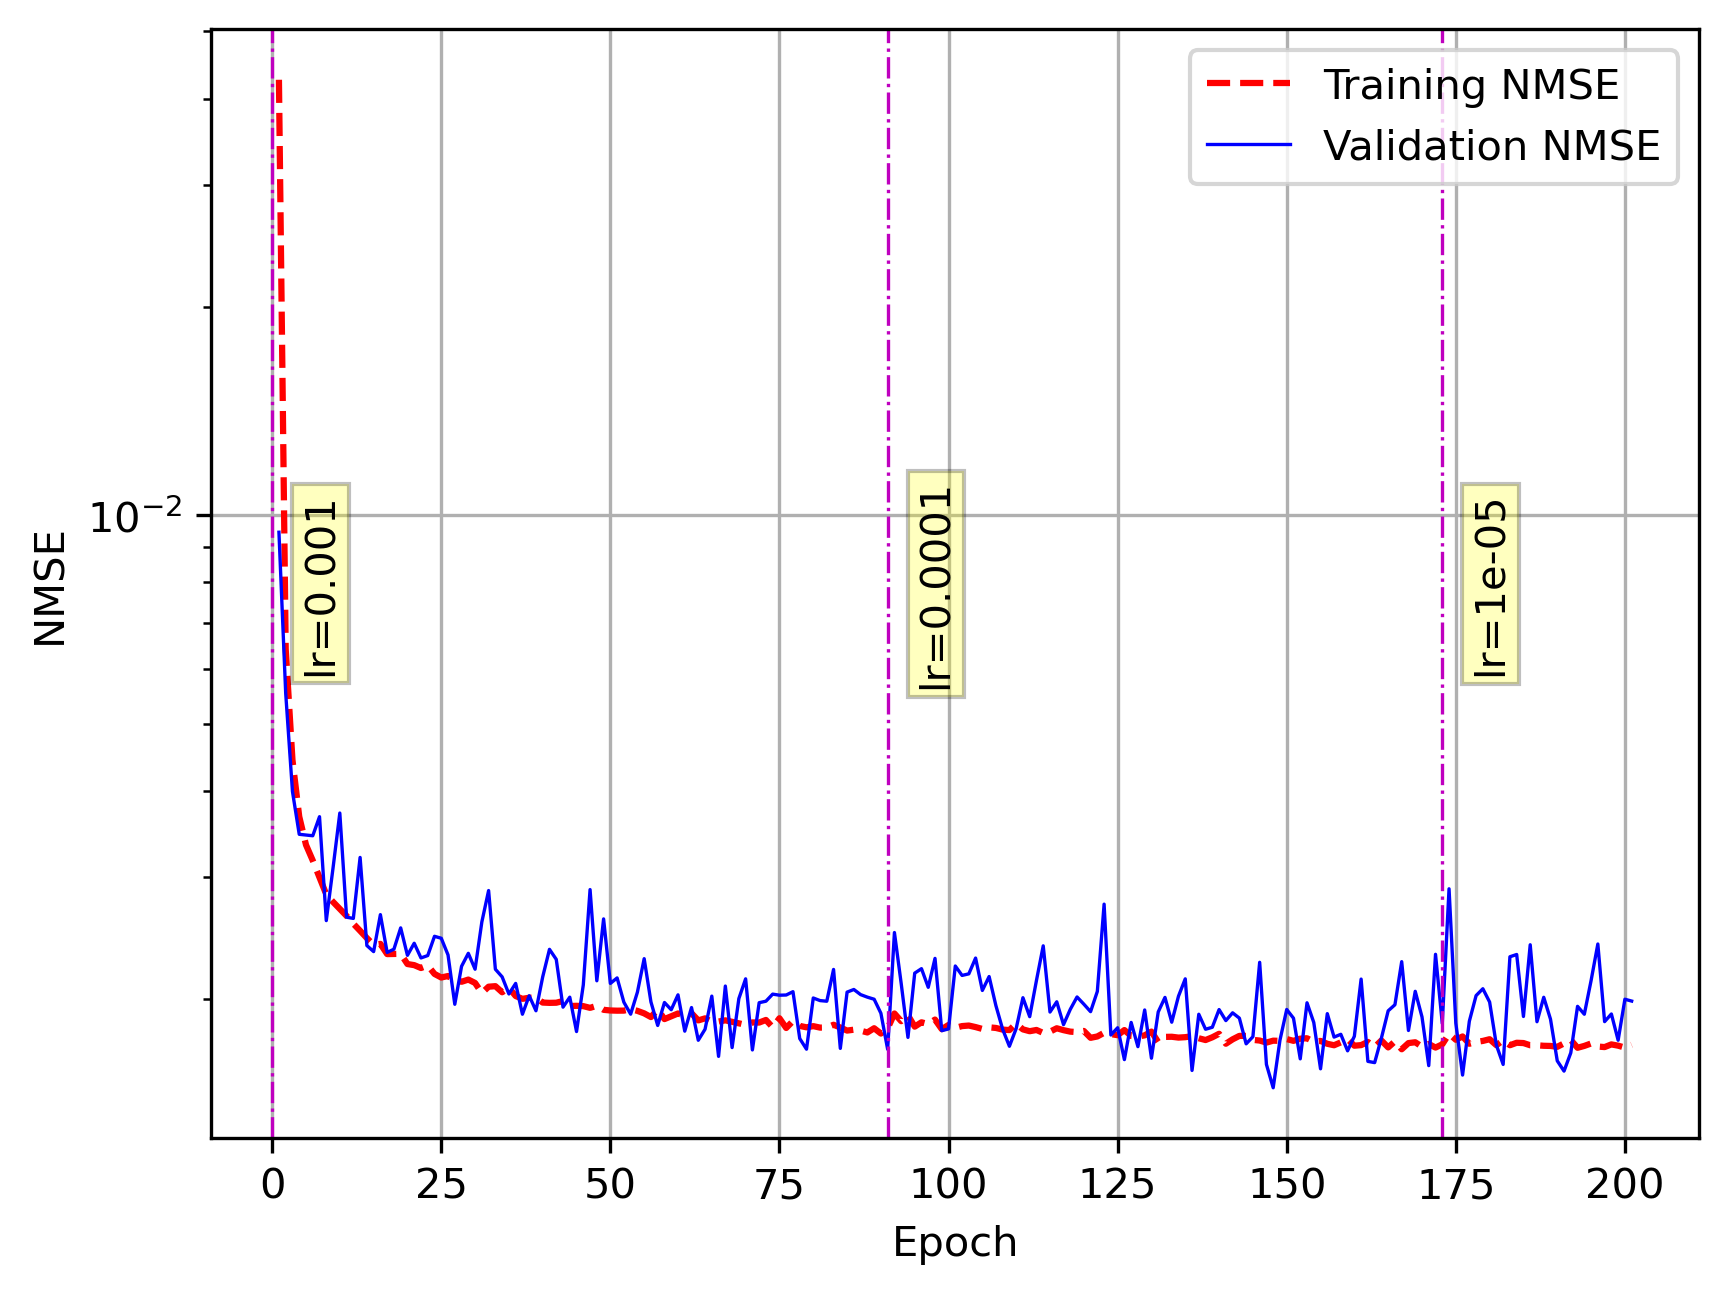 Training NMSE
Validation NMSE
NMSE
10⁻²
lr=0.001
lr=0.0001
lr=1e-05
0 25 50 75 100 125 150 175 200
Epoch